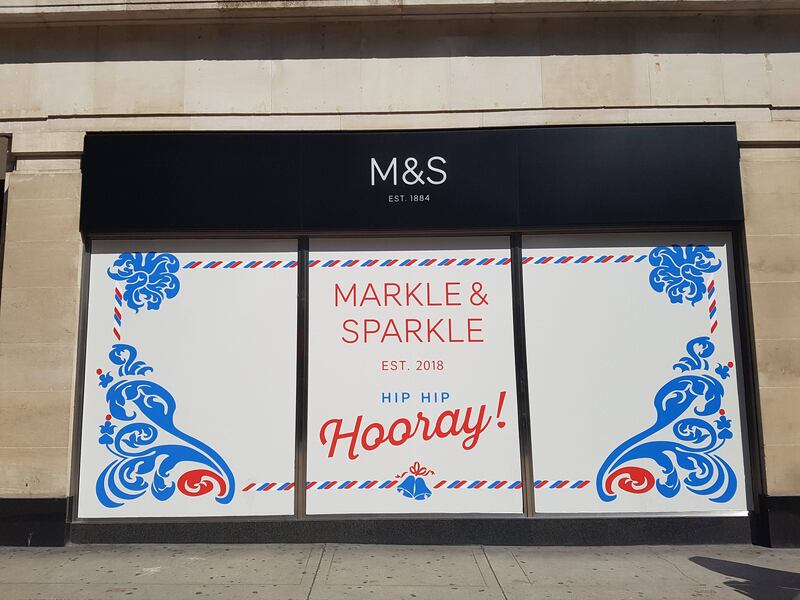 M&S
EST. 1884
MARKLE &
SPARKLE
EST. 2018
HIP HIP
Hooray!